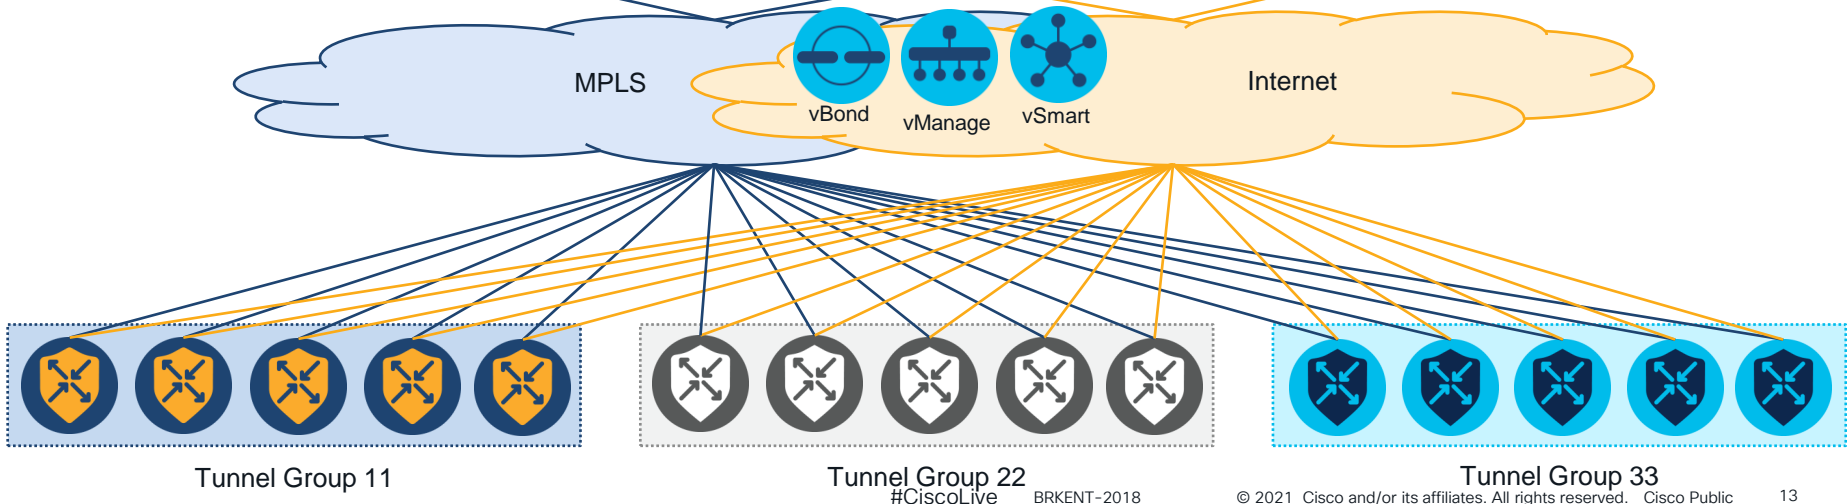 MPLS
Internet
vBond
vManage
vSmart
Tunnel Group 11
Tunnel Group 22
Tunnel Group 33
#CiscoLive BRKENT-2018 © 2021 Cisco and/or its affiliates. All rights reserved. Cisco Public 13